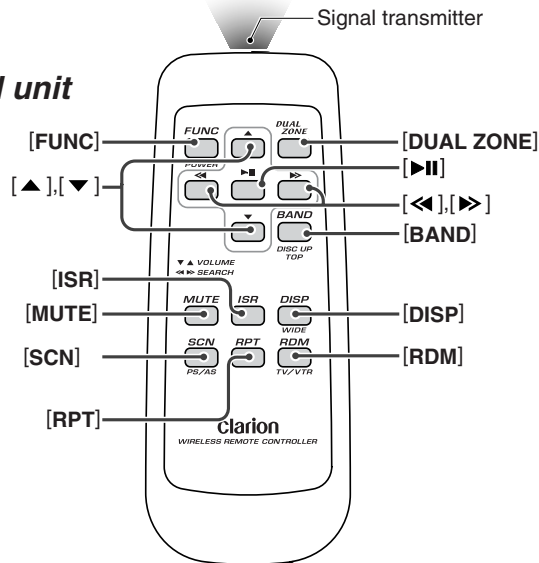 Signal transmitter
unit
[FUNC]
[DUAL ZONE]
[▲],[▼]
[►II]
[◄◄],[►►]
[BAND]
[ISR]
[MUTE]
[DISP]
[SCN]
[RDM]
[RPT]
FUNC
POWER
▲
DUAL
ZONE
◄◄
►II
►►
▼
BAND
DISC UP
TOP
▼ ▲ VOLUME
◄◄ ►► SEARCH
MUTE ISR DISP
WIDE
SCN RPT RDM
PS/AS TV/VTR
clarion
WIRELESS REMOTE CONTROLLER